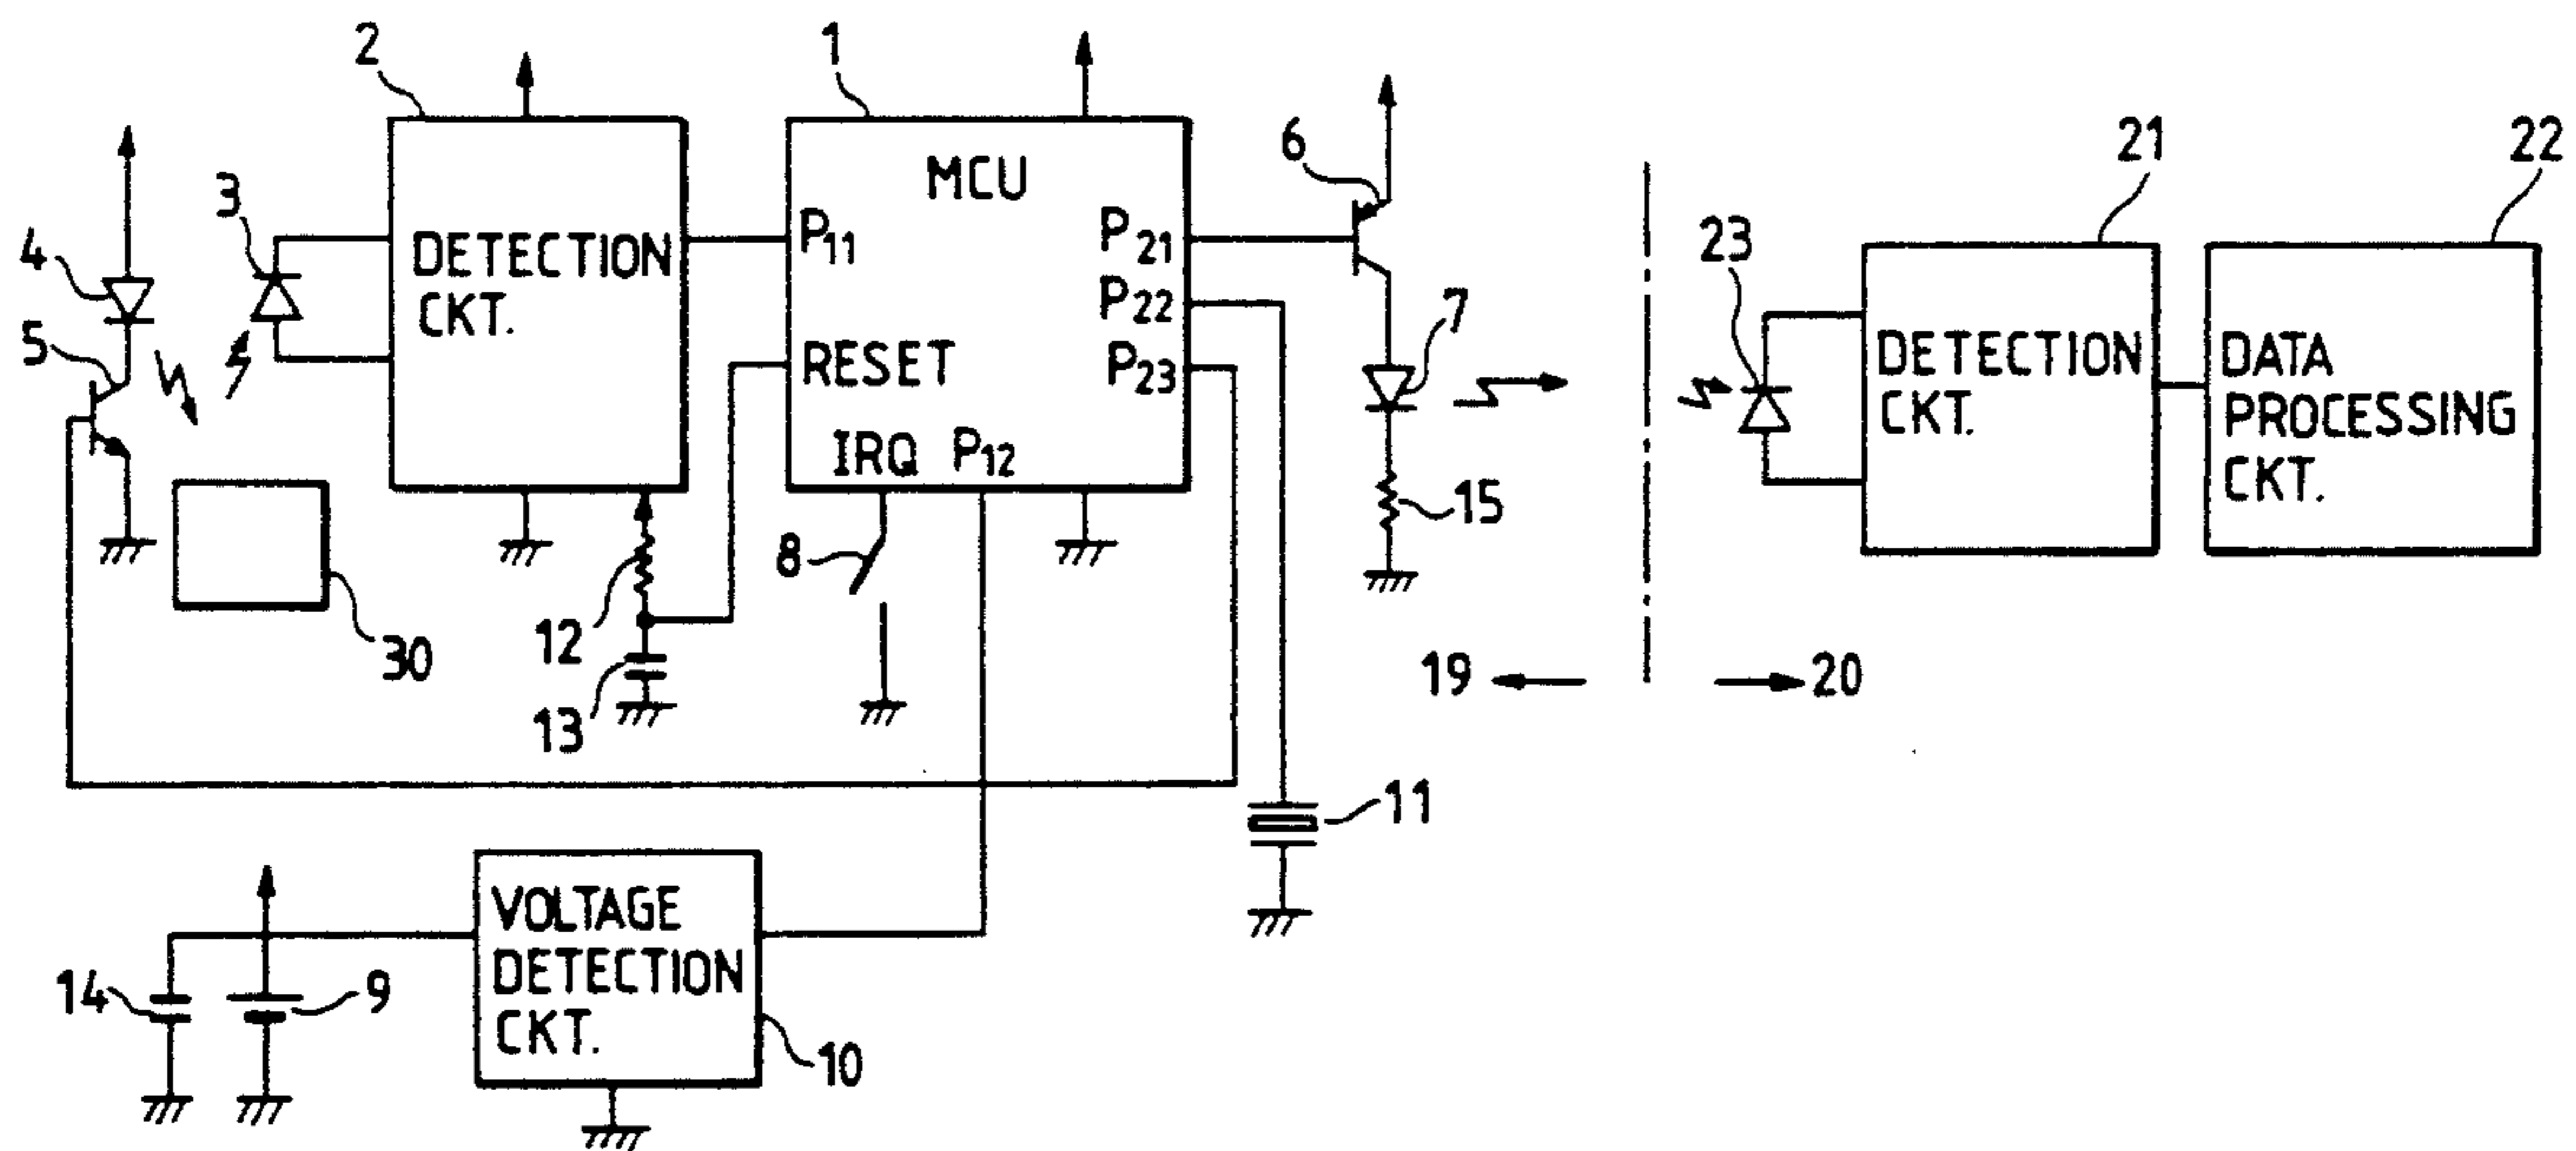 2
1
MCU
6
21
22
3
4
5
DETECTION
CKT.
P11
P21
P22
P23
RESET
IRQ P12
7
23
DETECTION
CKT.
DATA
PROCESSING
CKT.
15
8
12
13
30
19
20
11
VOLTAGE
DETECTION
CKT.
14
9
10